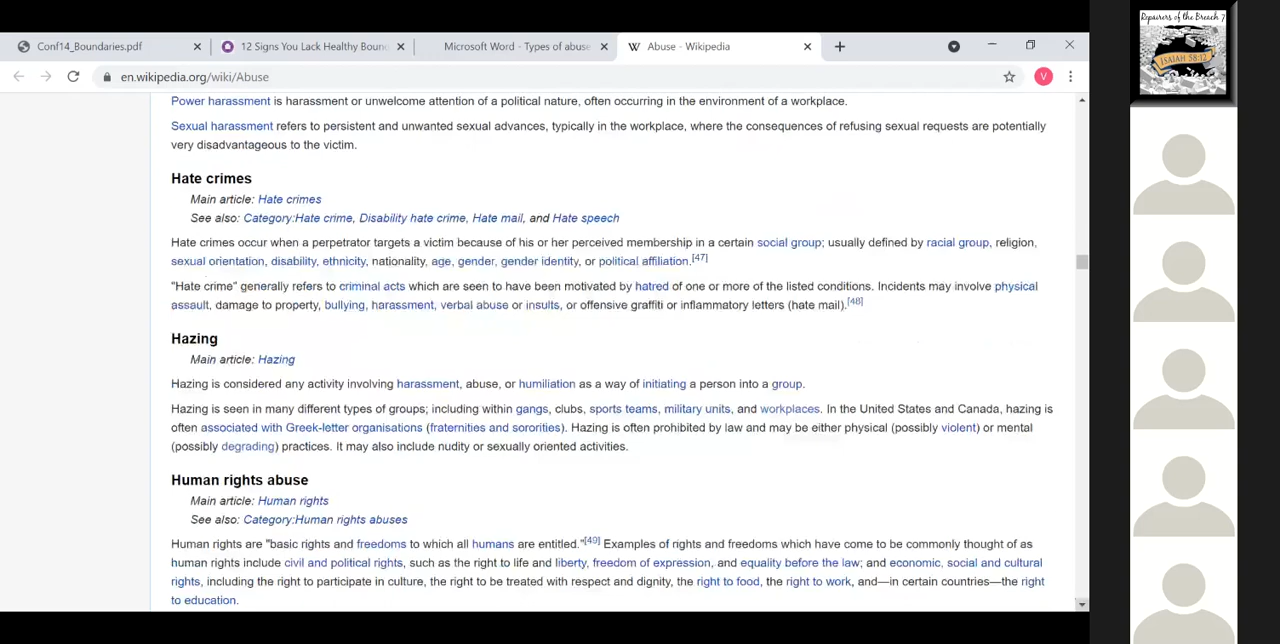 Conf14_Boundaries.pdf
12 Signs You Lack Healthy Boun
Microsoft Word - Types of abuse
W Abuse - Wikipedia
en.wikipedia.org/wiki/Abuse
V
Repairers of the Breach 7
ISAIAH 58:12
Power harassment is harassment or unwelcome attention of a political nature, often occurring in the environment of a workplace.
Sexual harassment refers to persistent and unwanted sexual advances, typically in the workplace, where the consequences of refusing sexual requests are potentially
very disadvantageous to the victim.
Hate crimes
Main article: Hate crimes
See also: Category:Hate crime, Disability hate crime, Hate mail, and Hate speech
Hate crimes occur when a perpetrator targets a victim because of his or her perceived membership in a certain social group; usually defined by racial group, religion,
sexual orientation, disability, ethnicity, nationality, age, gender, gender identity, or political affiliation.[47]
"Hate crime" generally refers to criminal acts which are seen to have been motivated by hatred of one or more of the listed conditions. Incidents may involve physical
assault, damage to property, bullying, harassment, verbal abuse or insults, or offensive graffiti or inflammatory letters (hate mail).[48]
Hazing
Main article: Hazing
Hazing is considered any activity involving harassment, abuse, or humiliation as a way of initiating a person into a group.
Hazing is seen in many different types of groups; including within gangs, clubs, sports teams, military units, and workplaces. In the United States and Canada, hazing is
often associated with Greek-letter organisations (fraternities and sororities). Hazing is often prohibited by law and may be either physical (possibly violent) or mental
(possibly degrading) practices. It may also include nudity or sexually oriented activities.
Human rights abuse
Main article: Human rights
See also: Category:Human rights abuses
Human rights are "basic rights and freedoms to which all humans are entitled."[49] Examples of rights and freedoms which have come to be commonly thought of as
human rights include civil and political rights, such as the right to life and liberty, freedom of expression, and equality before the law; and economic, social and cultural
rights, including the right to participate in culture, the right to be treated with respect and dignity, the right to food, the right to work, and—in certain countries—the right
to education.